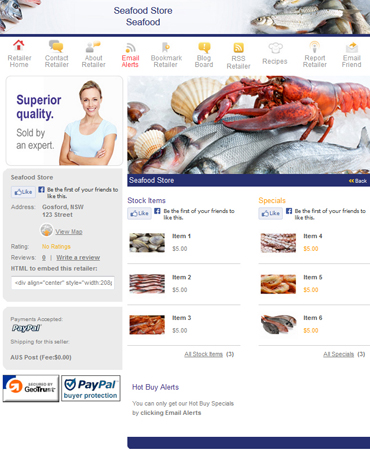 Seafood Store
Seafood
Retailer Home
Contact Retailer
About Retailer
Email Alerts
Bookmark Retailer
Blog Board
RSS Retailer
Recipes
Report Retailer
Email Friend
Superior
quality.
Sold by
an expert.
Seafood Store
Like Be the first of your friends to
like this.
Address: Gosford, NSW
123 Street
View Map
Rating: No Ratings
Reviews: 0 | Write a review
HTML to embed this retailer:
<div align="center" style="width:208p
Payments Accepted:
PayPal
Shipping for this seller:
AUS Post (Fee:$0.00)
SECURED BY
GeoTrust
PayPal
buyer protection
Seafood Store
Back
Stock Items
Like Be the first of your friends to
like this.
Item 1
$5.00
Item 2
$5.00
Item 3
$5.00
All Stock Items (3)
Specials
Like Be the first of your friends to
like this.
Item 4
$5.00
Item 5
$5.00
Item 6
$5.00
All Specials (3)
Hot Buy Alerts
You can only get our Hot Buy Specials
by clicking Email Alerts